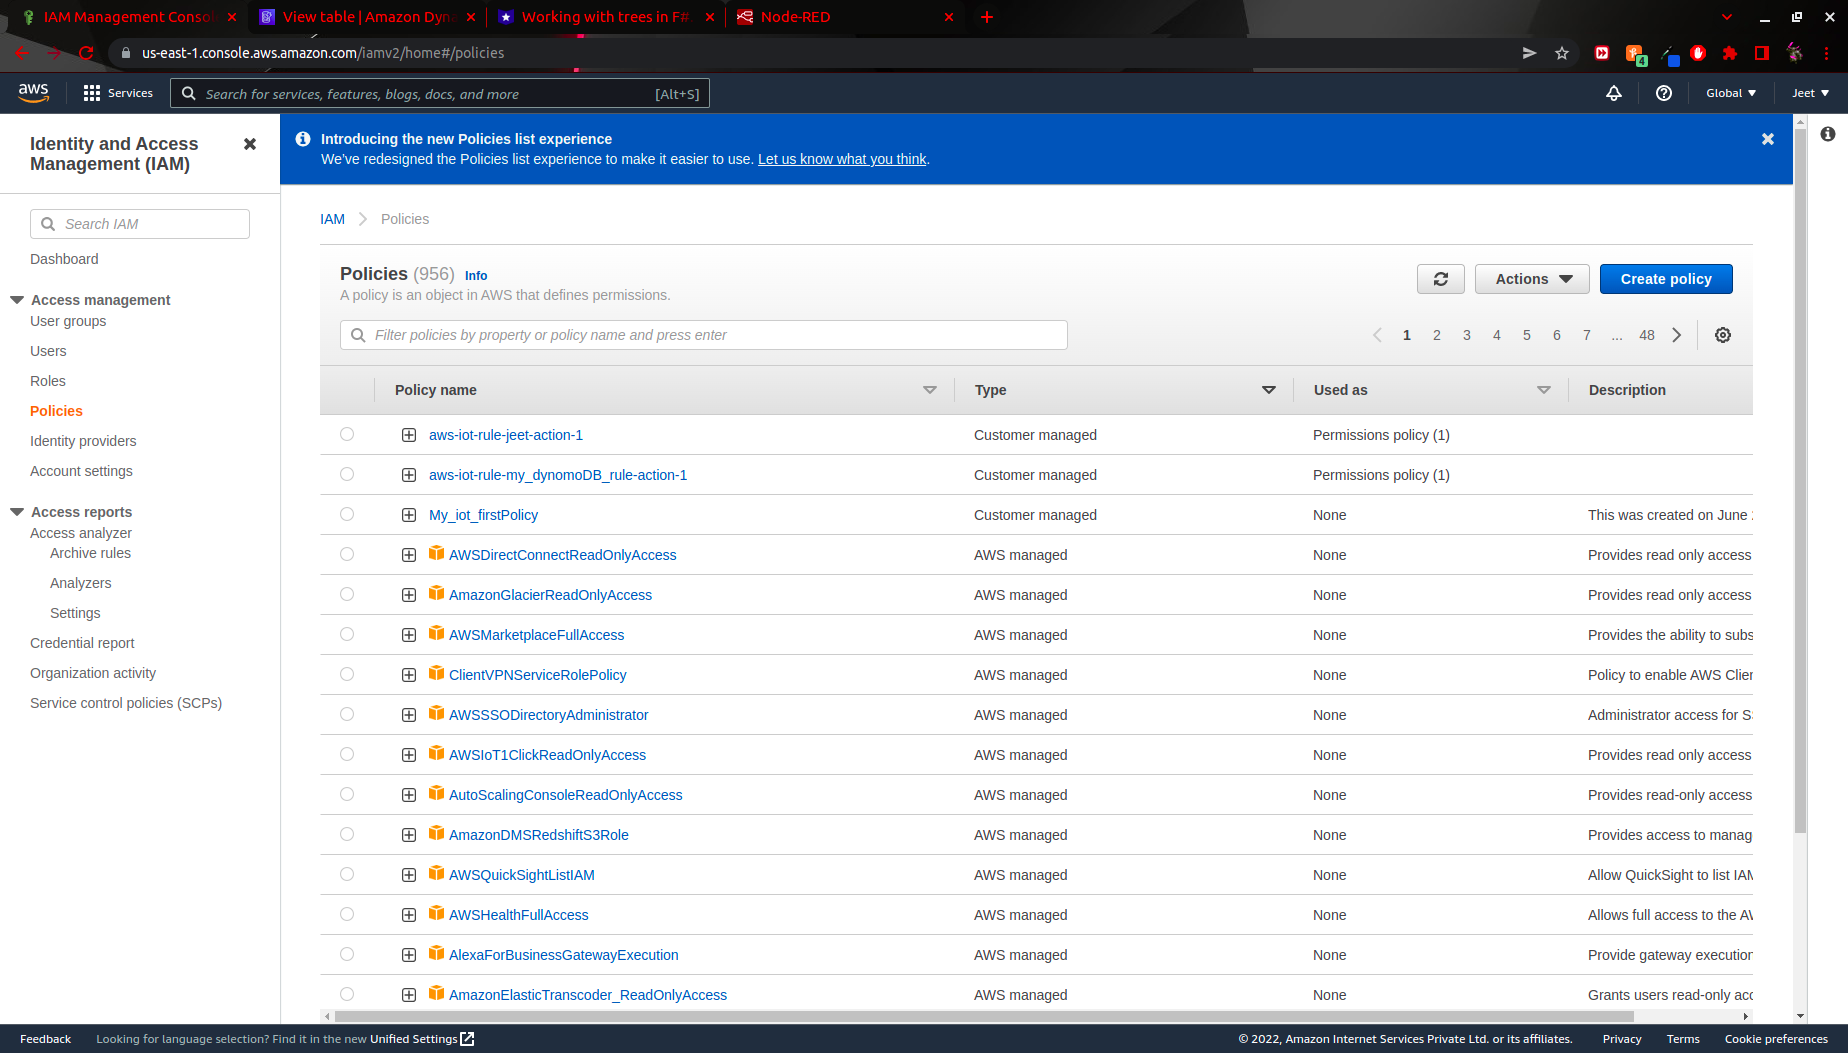 IAM Management Consol
View table | Amazon Dyn
Working with trees in F#
Node-RED
us-east-1.console.aws.amazon.com/iamv2/home#/policies
4
aws
Services
Search for services, features, blogs, docs, and more
[Alt+S]
Global
Jeet
Identity and Access
Management (IAM)
Search IAM
Dashboard
Access management
User groups
Users
Roles
Policies
Identity providers
Account settings
Access reports
Access analyzer
Archive rules
Analyzers
Settings
Credential report
Organization activity
Service control policies (SCPs)
Introducing the new Policies list experience
We've redesigned the Policies list experience to make it easier to use. Let us know what you think.
IAM > Policies
Policies (956) Info
A policy is an object in AWS that defines permissions.
Actions
Create policy
Filter policies by property or policy name and press enter
1 2 3 4 5 6 7 ... 48
Policy name Type Used as Description
aws-iot-rule-jeet-action-1 Customer managed Permissions policy (1)
aws-iot-rule-my_dynomoDB_rule-action-1 Customer managed Permissions policy (1)
My_iot_firstPolicy Customer managed None This was created on June
AWSDirectConnectReadOnlyAccess AWS managed None Provides read only access
AmazonGlacierReadOnlyAccess AWS managed None Provides read only access
AWSMarketplaceFullAccess AWS managed None Provides the ability to subs
ClientVPNServiceRolePolicy AWS managed None Policy to enable AWS Clien
AWSSSODirectoryAdministrator AWS managed None Administrator access for S
AWSIoT1ClickReadOnlyAccess AWS managed None Provides read only access
AutoScalingConsoleReadOnlyAccess AWS managed None Provides read-only access
AmazonDMSRedshiftS3Role AWS managed None Provides access to manag
AWSQuickSightListIAM AWS managed None Allow QuickSight to list IAM
AWSHealthFullAccess AWS managed None Allows full access to the AW
AlexaForBusinessGatewayExecution AWS managed None Provide gateway execution
AmazonElasticTranscoder_ReadOnlyAccess AWS managed None Grants users read-only acc
Feedback
Looking for language selection? Find it in the new Unified Settings
© 2022, Amazon Internet Services Private Ltd. or its affiliates.
Privacy
Terms
Cookie preferences